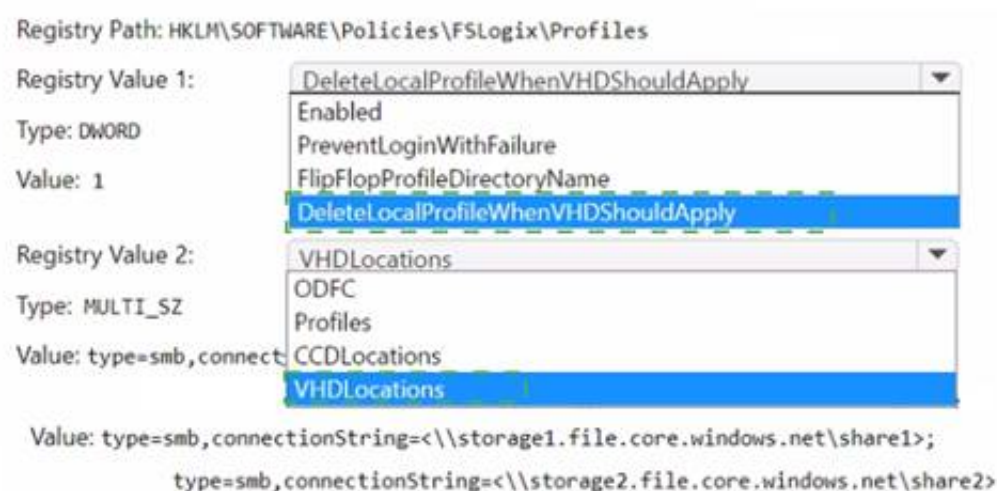 Registry Path: HKLM\SOFTWARE\Policies\FSLogix\Profiles
Registry Value 1: DeleteLocalProfileWhenVHDShouldApply
Enabled
Type: DWORD
PreventLoginWithFailure
Value: 1
FlipFlopProfileDirectoryName
DeleteLocalProfileWhenVHDShouldApply
Registry Value 2: VHDLocations
ODFC
Type: MULTI_SZ
Profiles
Value: type=smb,connect CCDLocations
VHDLocations
Value: type=smb,connectionString=<\\storage1.file.core.windows.net\share1>;
type=smb,connectionString=<\\storage2.file.core.windows.net\share2>